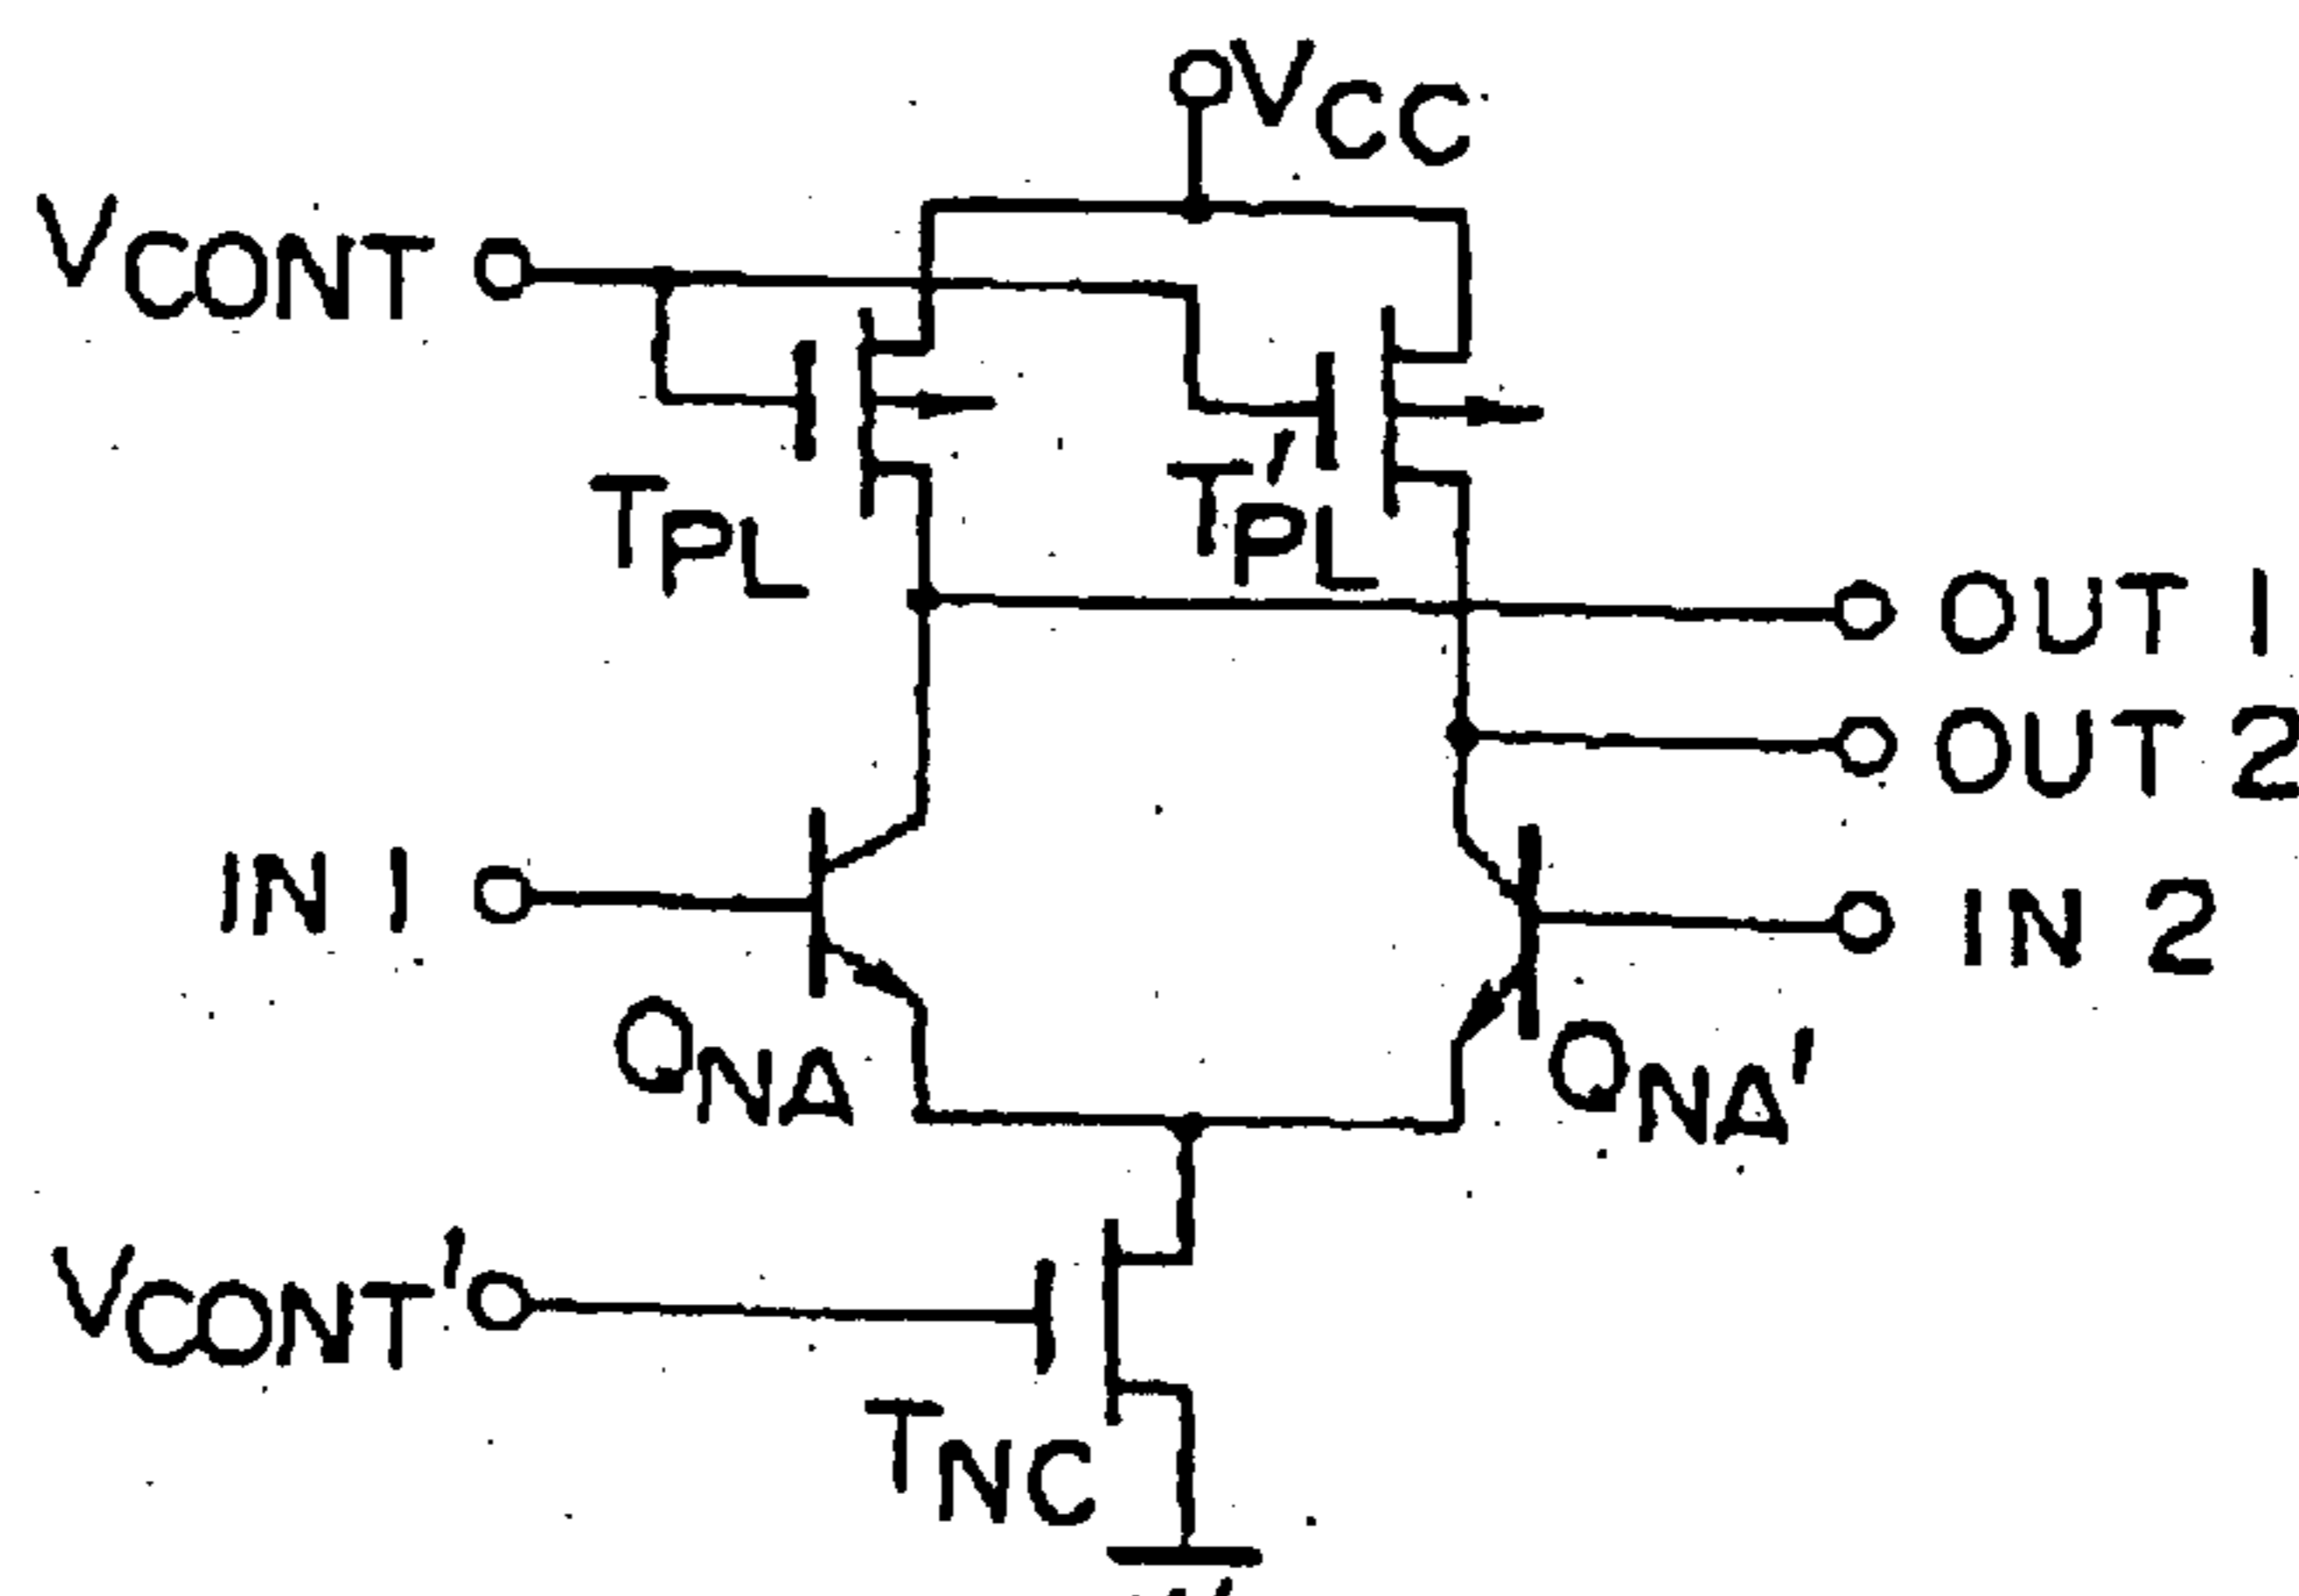 VCC
VCONT
TPL
T'PL
OUT 1
OUT 2
IN 1
IN 2
QNA
QNA'
VCONT'
TNC